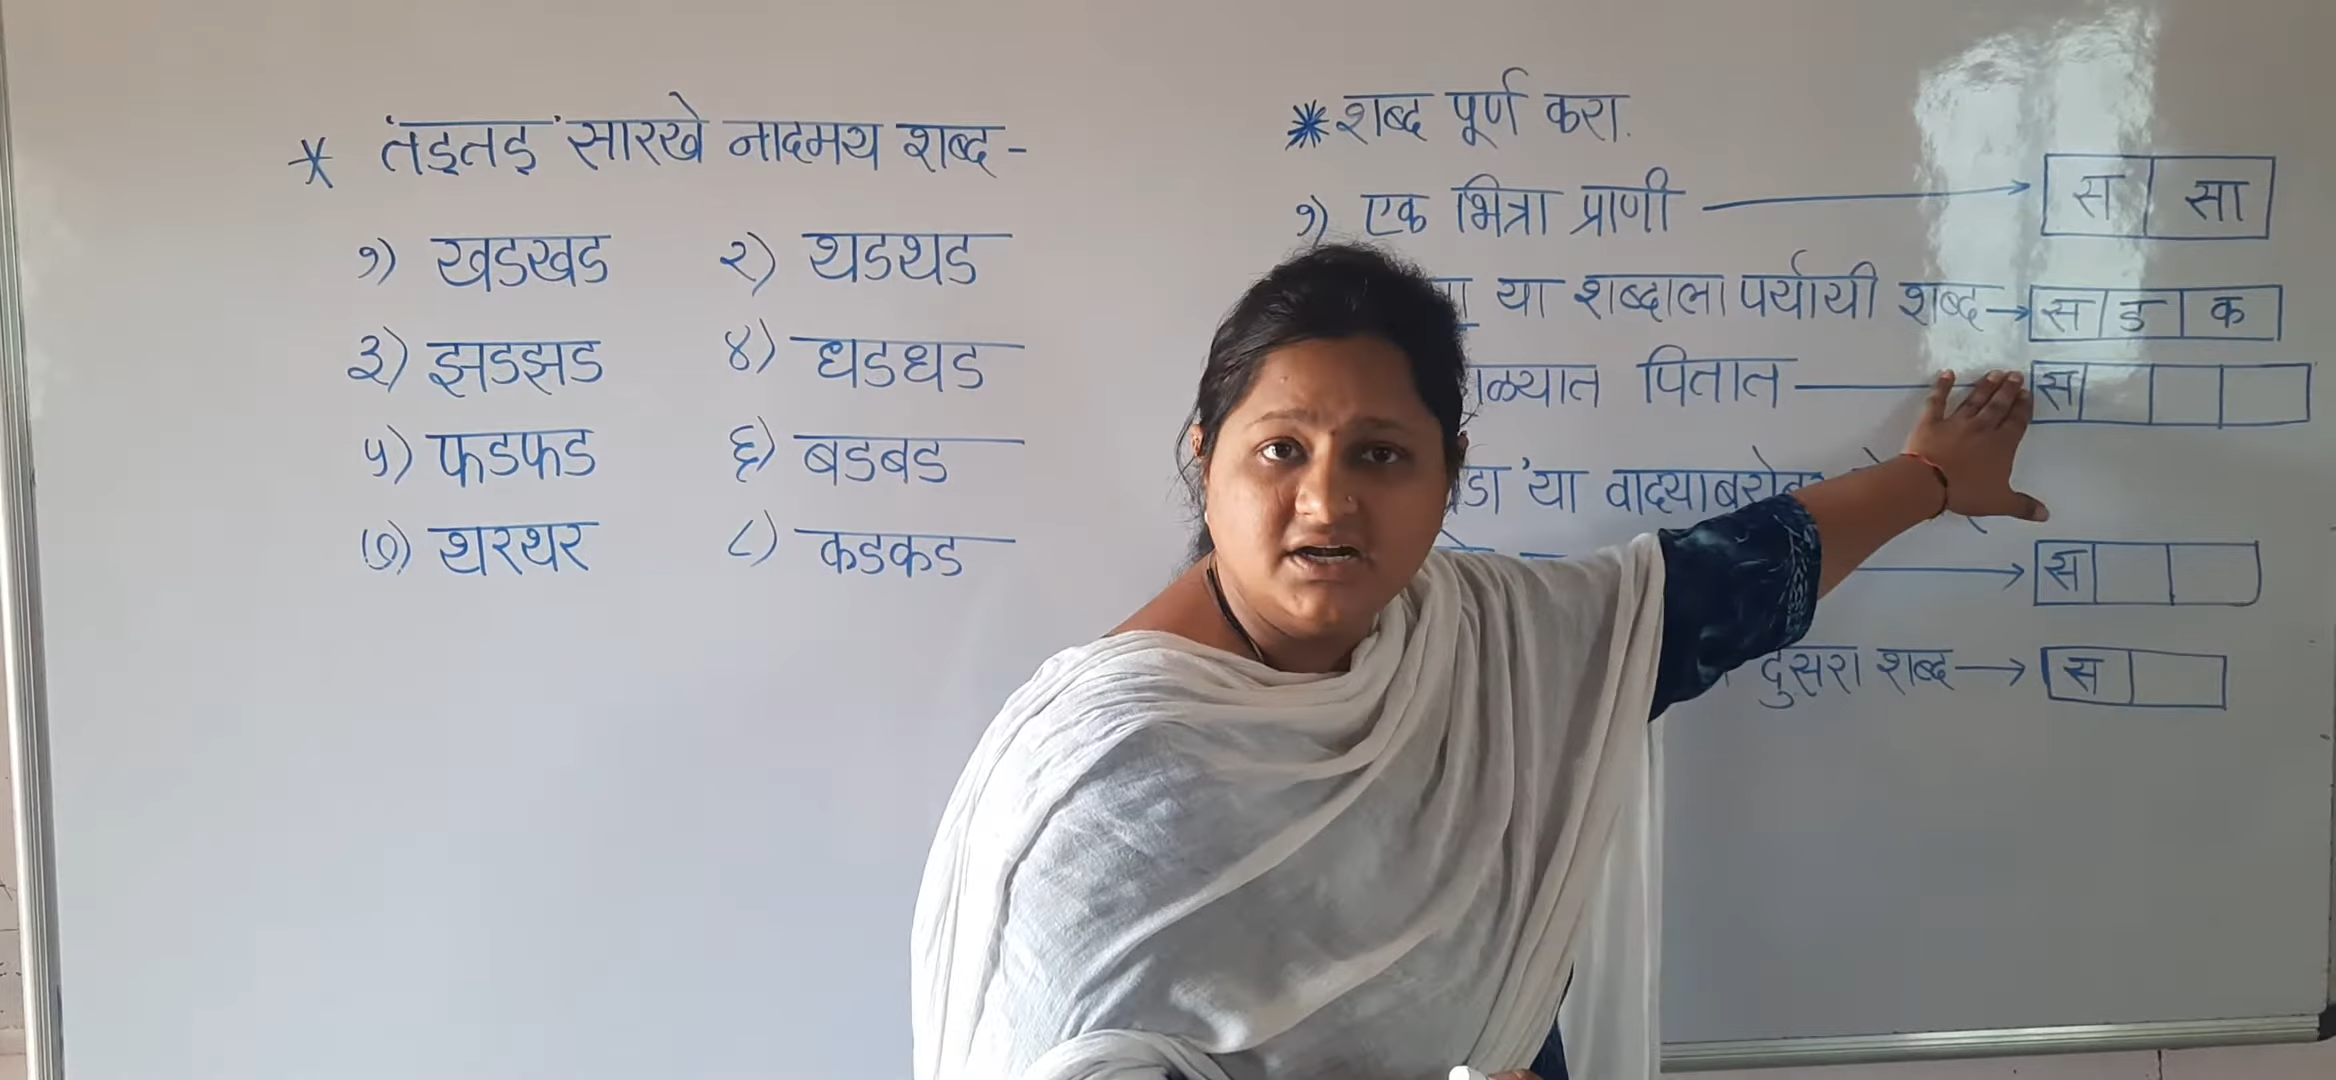 * 'तडतड' सारखे नादमय शब्द -
१) खडखड २) थडथड
३) झडझड ४) धडधड
५) फडफड ६) बडबड
७) थरथर ८) कडकड
* शब्द पूर्ण करा.
१) एक भित्रा प्राणी → स सा
या शब्दाला पर्यायी शब्द → स ड क
पितात स
या वाद्याबरोबर
→ स
दुसरा शब्द → स